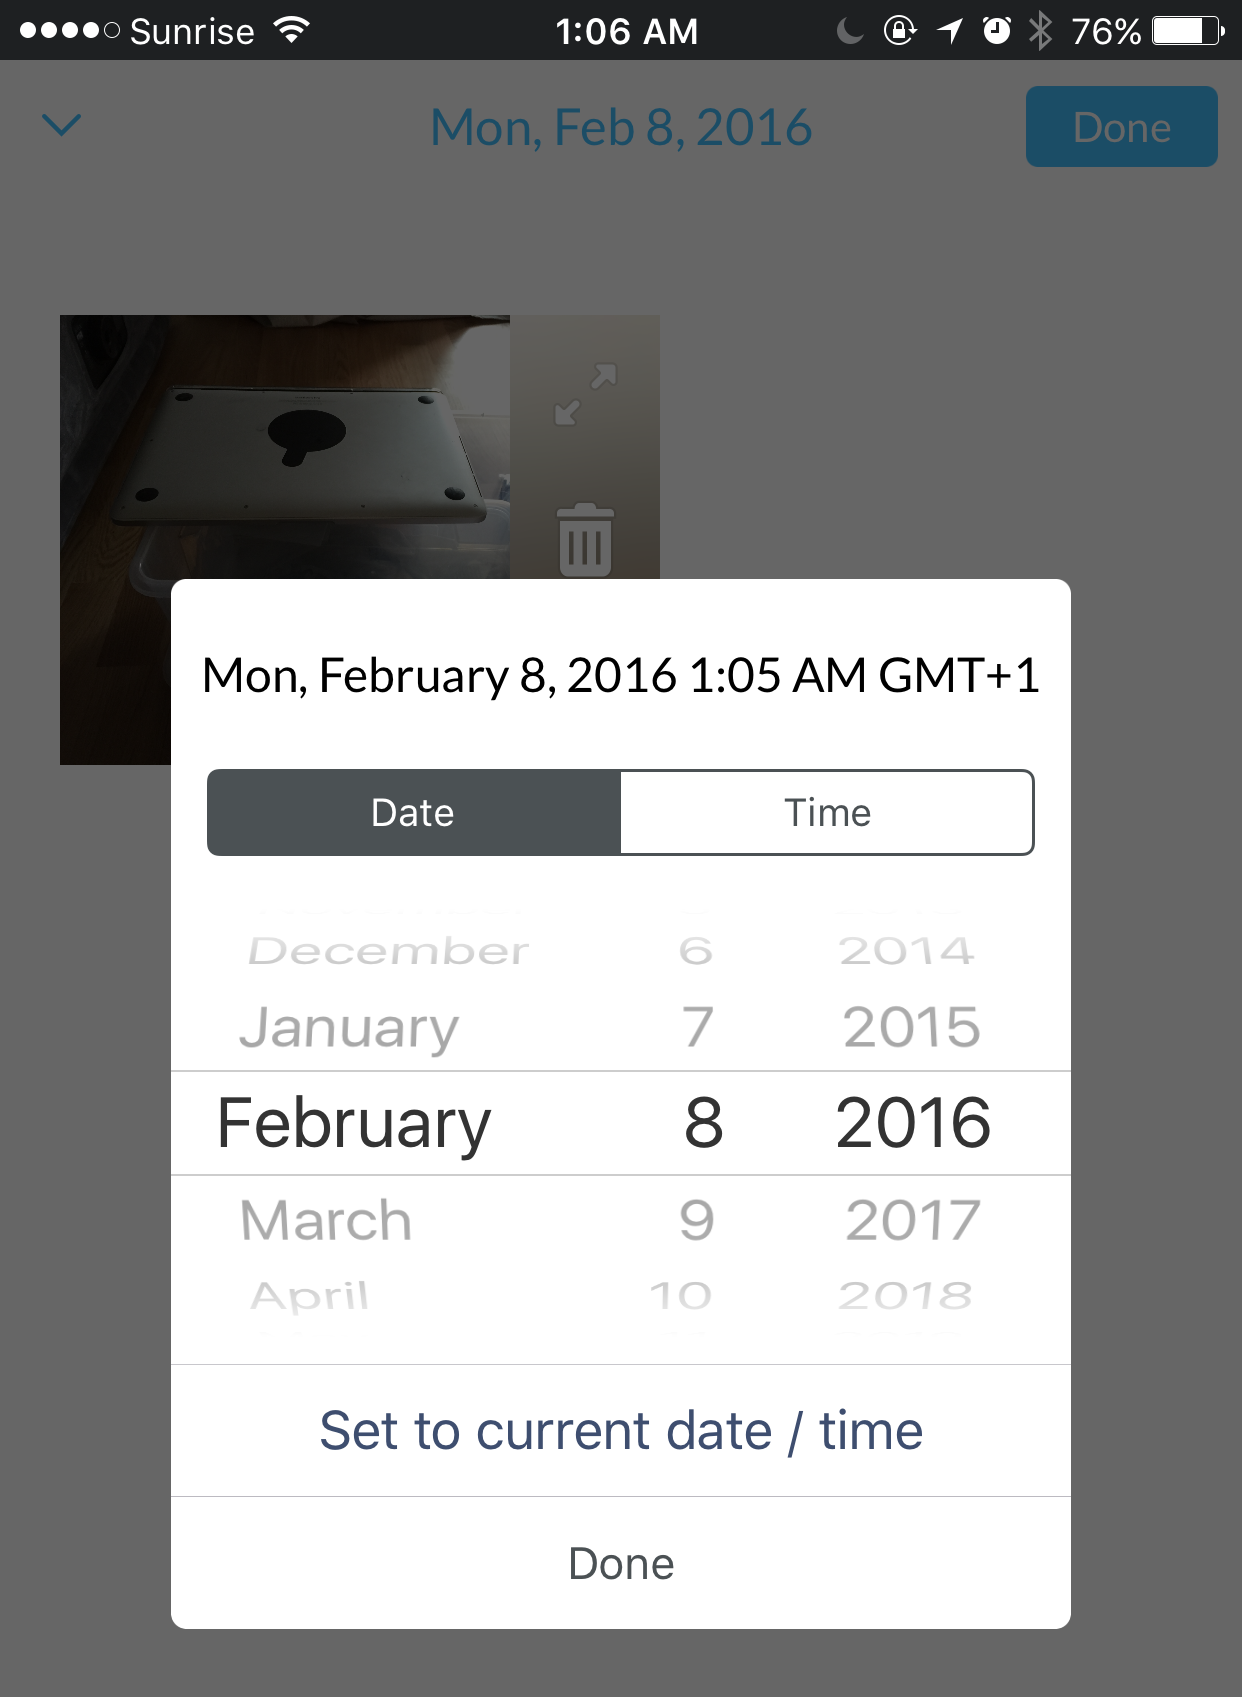 Sunrise 1:06 AM 76%
Mon, Feb 8, 2016 Done
Mon, February 8, 2016 1:05 AM GMT+1
Date Time
December 6 2014
January 7 2015
February 8 2016
March 9 2017
April 10 2018
Set to current date / time
Done